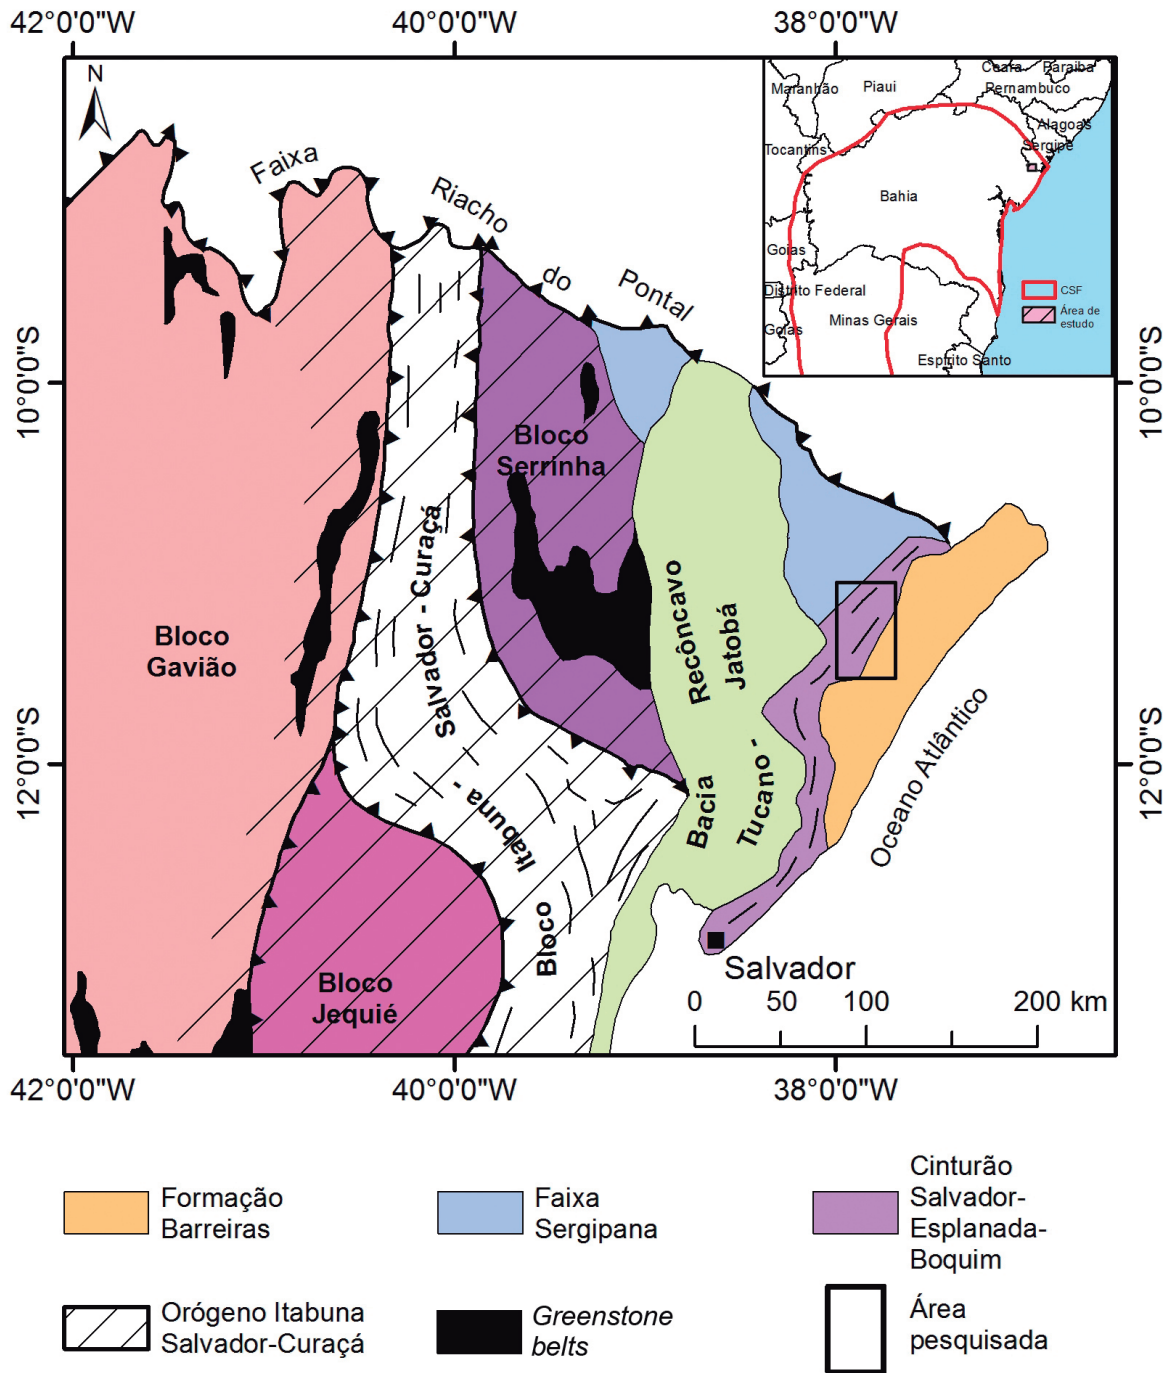 42°0'0"W
40°0'0"W
38°0'0"W
N
Faixa
Riacho
do
Pontal
Maranhão
Piaui
Ceara
Paraiba
Pernambuco
Alagoas
Sergipe
Tocantins
Bahia
Goias
Distrito Federal
Goias
Minas Gerais
Espirito Santo
CSF
Área de
estudo
10°0'0"S
10°0'0"S
Bloco
Serrinha
Bloco
Gavião
Salvador - Curaçá
- Itabuna -
Bloco
Recôncavo
Jatobá
Bacia
Tucano -
Oceano Atlântico
12°0'0"S
12°0'0"S
Bloco
Jequié
Salvador
0 50 100 200 km
42°0'0"W
40°0'0"W
38°0'0"W
Formação
Barreiras
Faixa
Sergipana
Cinturão
Salvador-
Esplanada-
Boquim
Orógeno Itabuna
Salvador-Curaçá
Greenstone
belts
Área
pesquisada